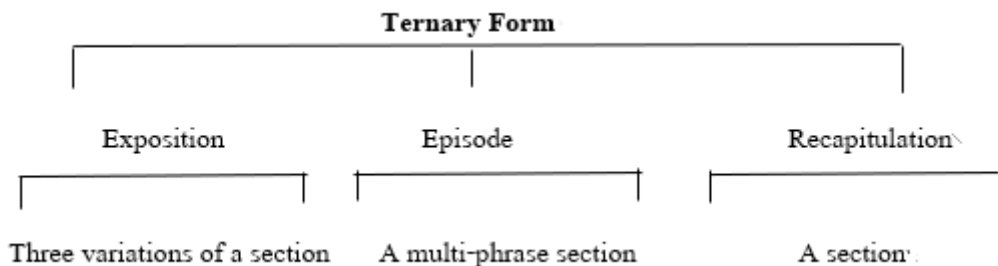 Ternary Form
Exposition Episode Recapitulation
Three variations of a section A multi-phrase section A section